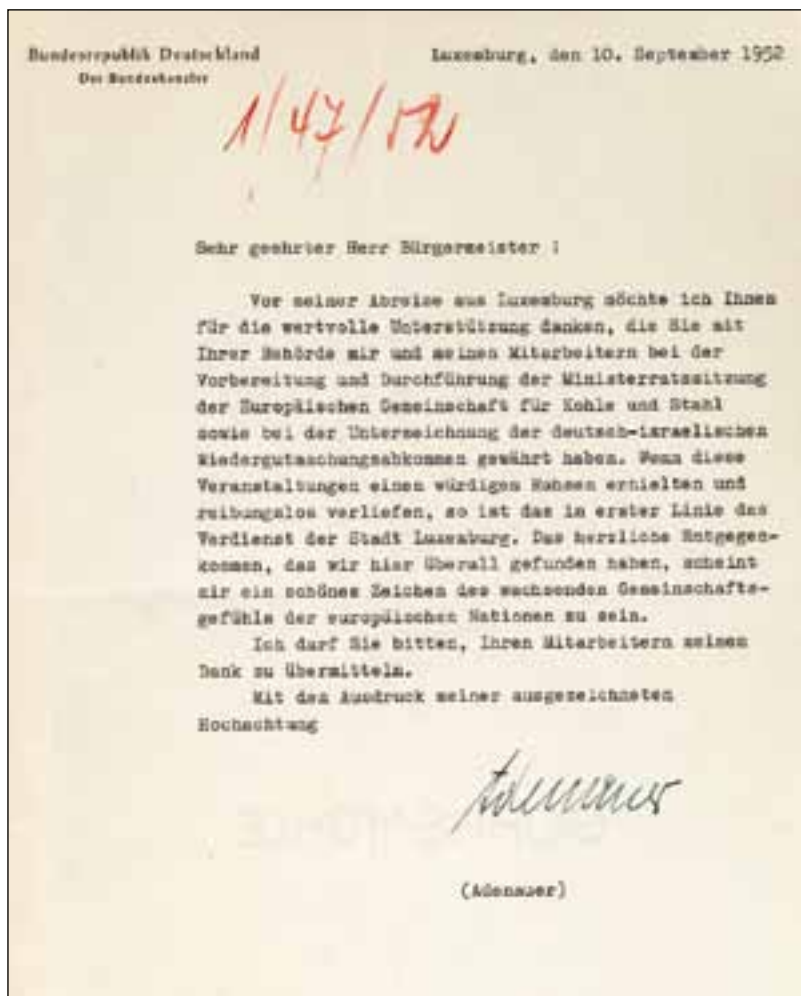 Bundesrepublik Deutschland
Der Bundeskanzler
Luxemburg, den 10. September 1952
1/47/52
Sehr geehrter Herr Bürgermeister !
Vor meiner Abreise aus Luxemburg möchte ich Ihnen
für die wertvolle Unterstützung danken, die Sie mit
Ihrer Behörde mir und meinen Mitarbeitern bei der
Vorbereitung und Durchführung der Ministerratssitzung
der Europäischen Gemeinschaft für Kohle und Stahl
sowie bei der Unterzeichnung der deutsch-israelischen
Wiedergutmachungsabkommen gewährt haben. Wenn diese
Veranstaltungen einen würdigen Rahmen erhielten und
reibungslos verliefen, so ist das in erster Linie das
Verdienst der Stadt Luxemburg. Das herzliche Entgegen-
kommen, das wir hier überall gefunden haben, scheint
mir ein schönes Zeichen des wachsenden Gemeinschafts-
gefühls der europäischen Nationen zu sein.
Ich darf Sie bitten, Ihren Mitarbeitern meinen
Dank zu übermitteln.
Mit dem Ausdruck meiner ausgezeichneten
Hochachtung
Adenauer
(Adenauer)